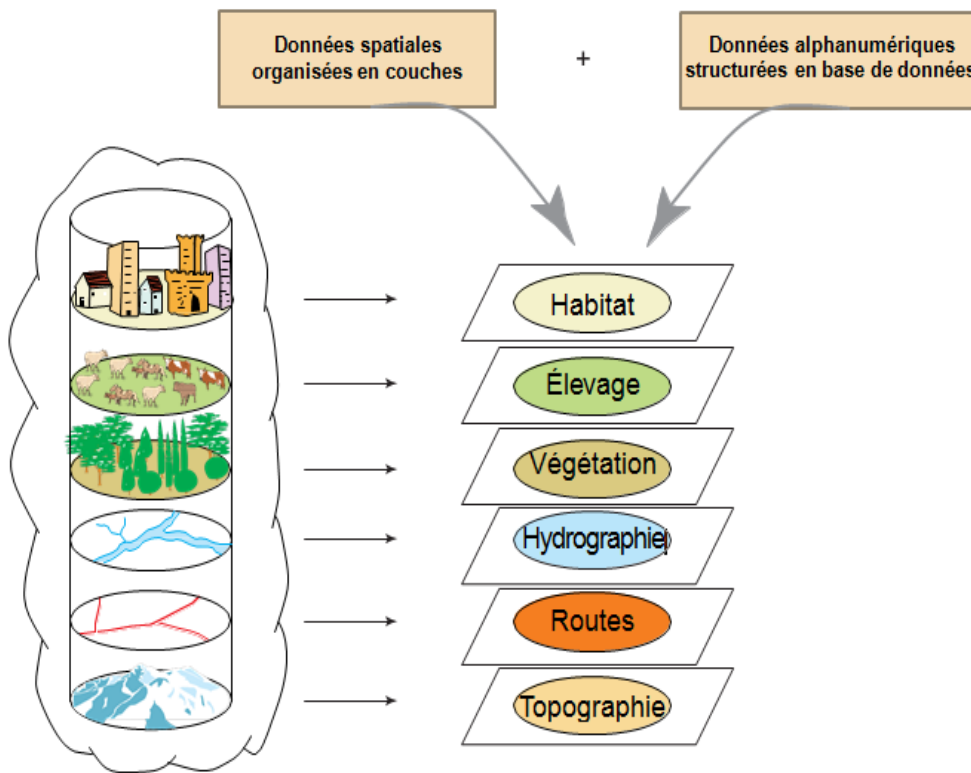 Données spatiales
organisées en couches
+
Données alphanumériques
structurées en base de données
Habitat
Élevage
Végétation
Hydrographie
Routes
Topographie